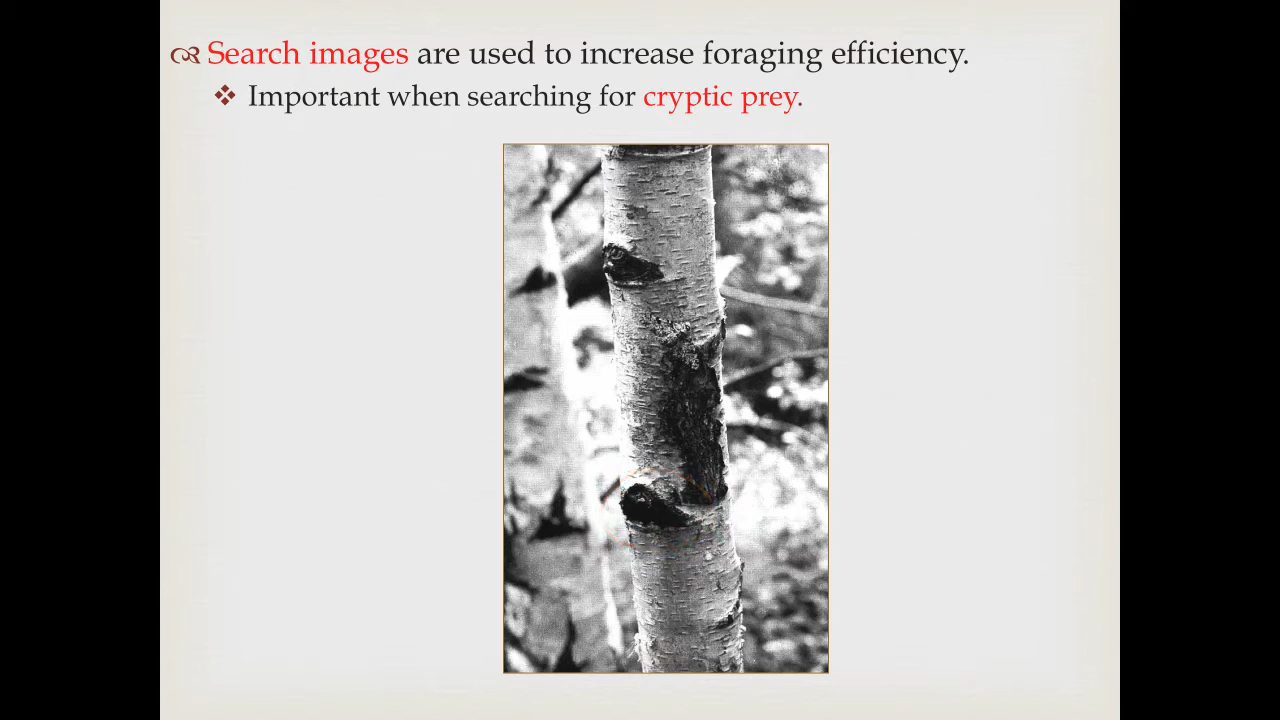 Search images are used to increase foraging efficiency.
Important when searching for cryptic prey.